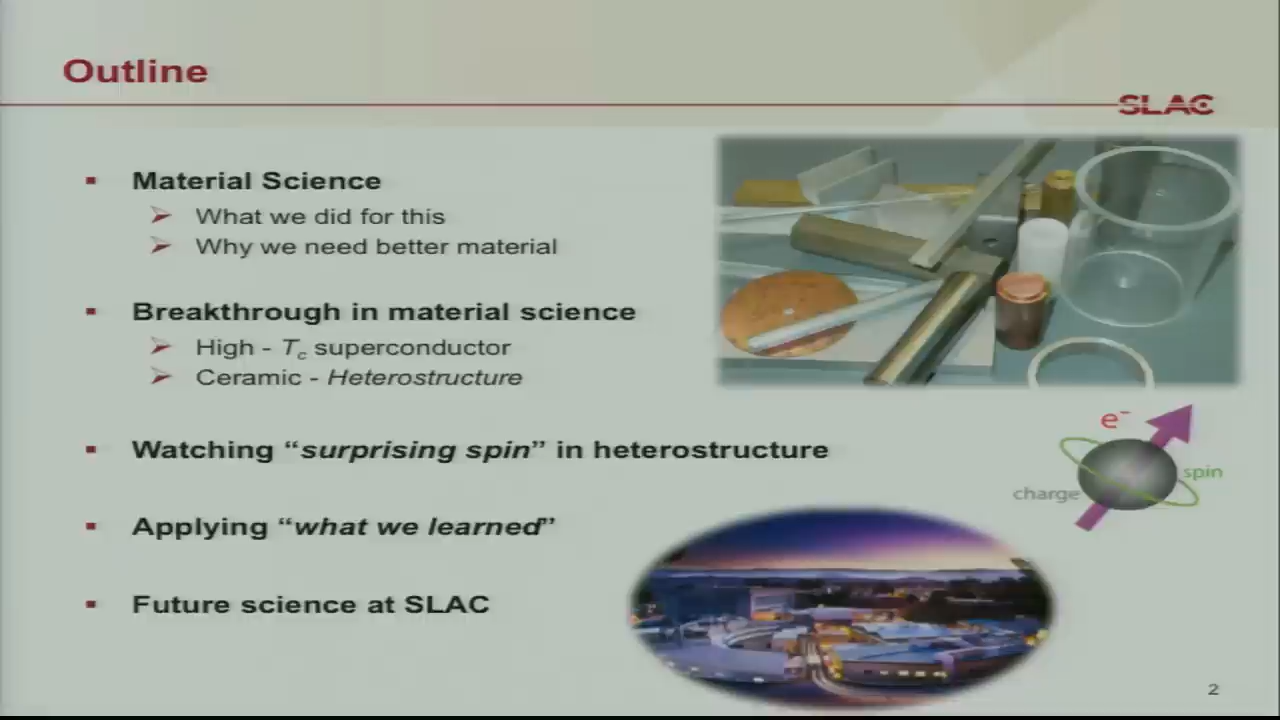 Outline
SLAC
▪ Material Science
➢ What we did for this
➢ Why we need better material
▪ Breakthrough in material science
➢ High - Tc superconductor
➢ Ceramic - Heterostructure
▪ Watching “surprising spin” in heterostructure
▪ Applying “what we learned”
▪ Future science at SLAC
e⁻
spin
charge
2